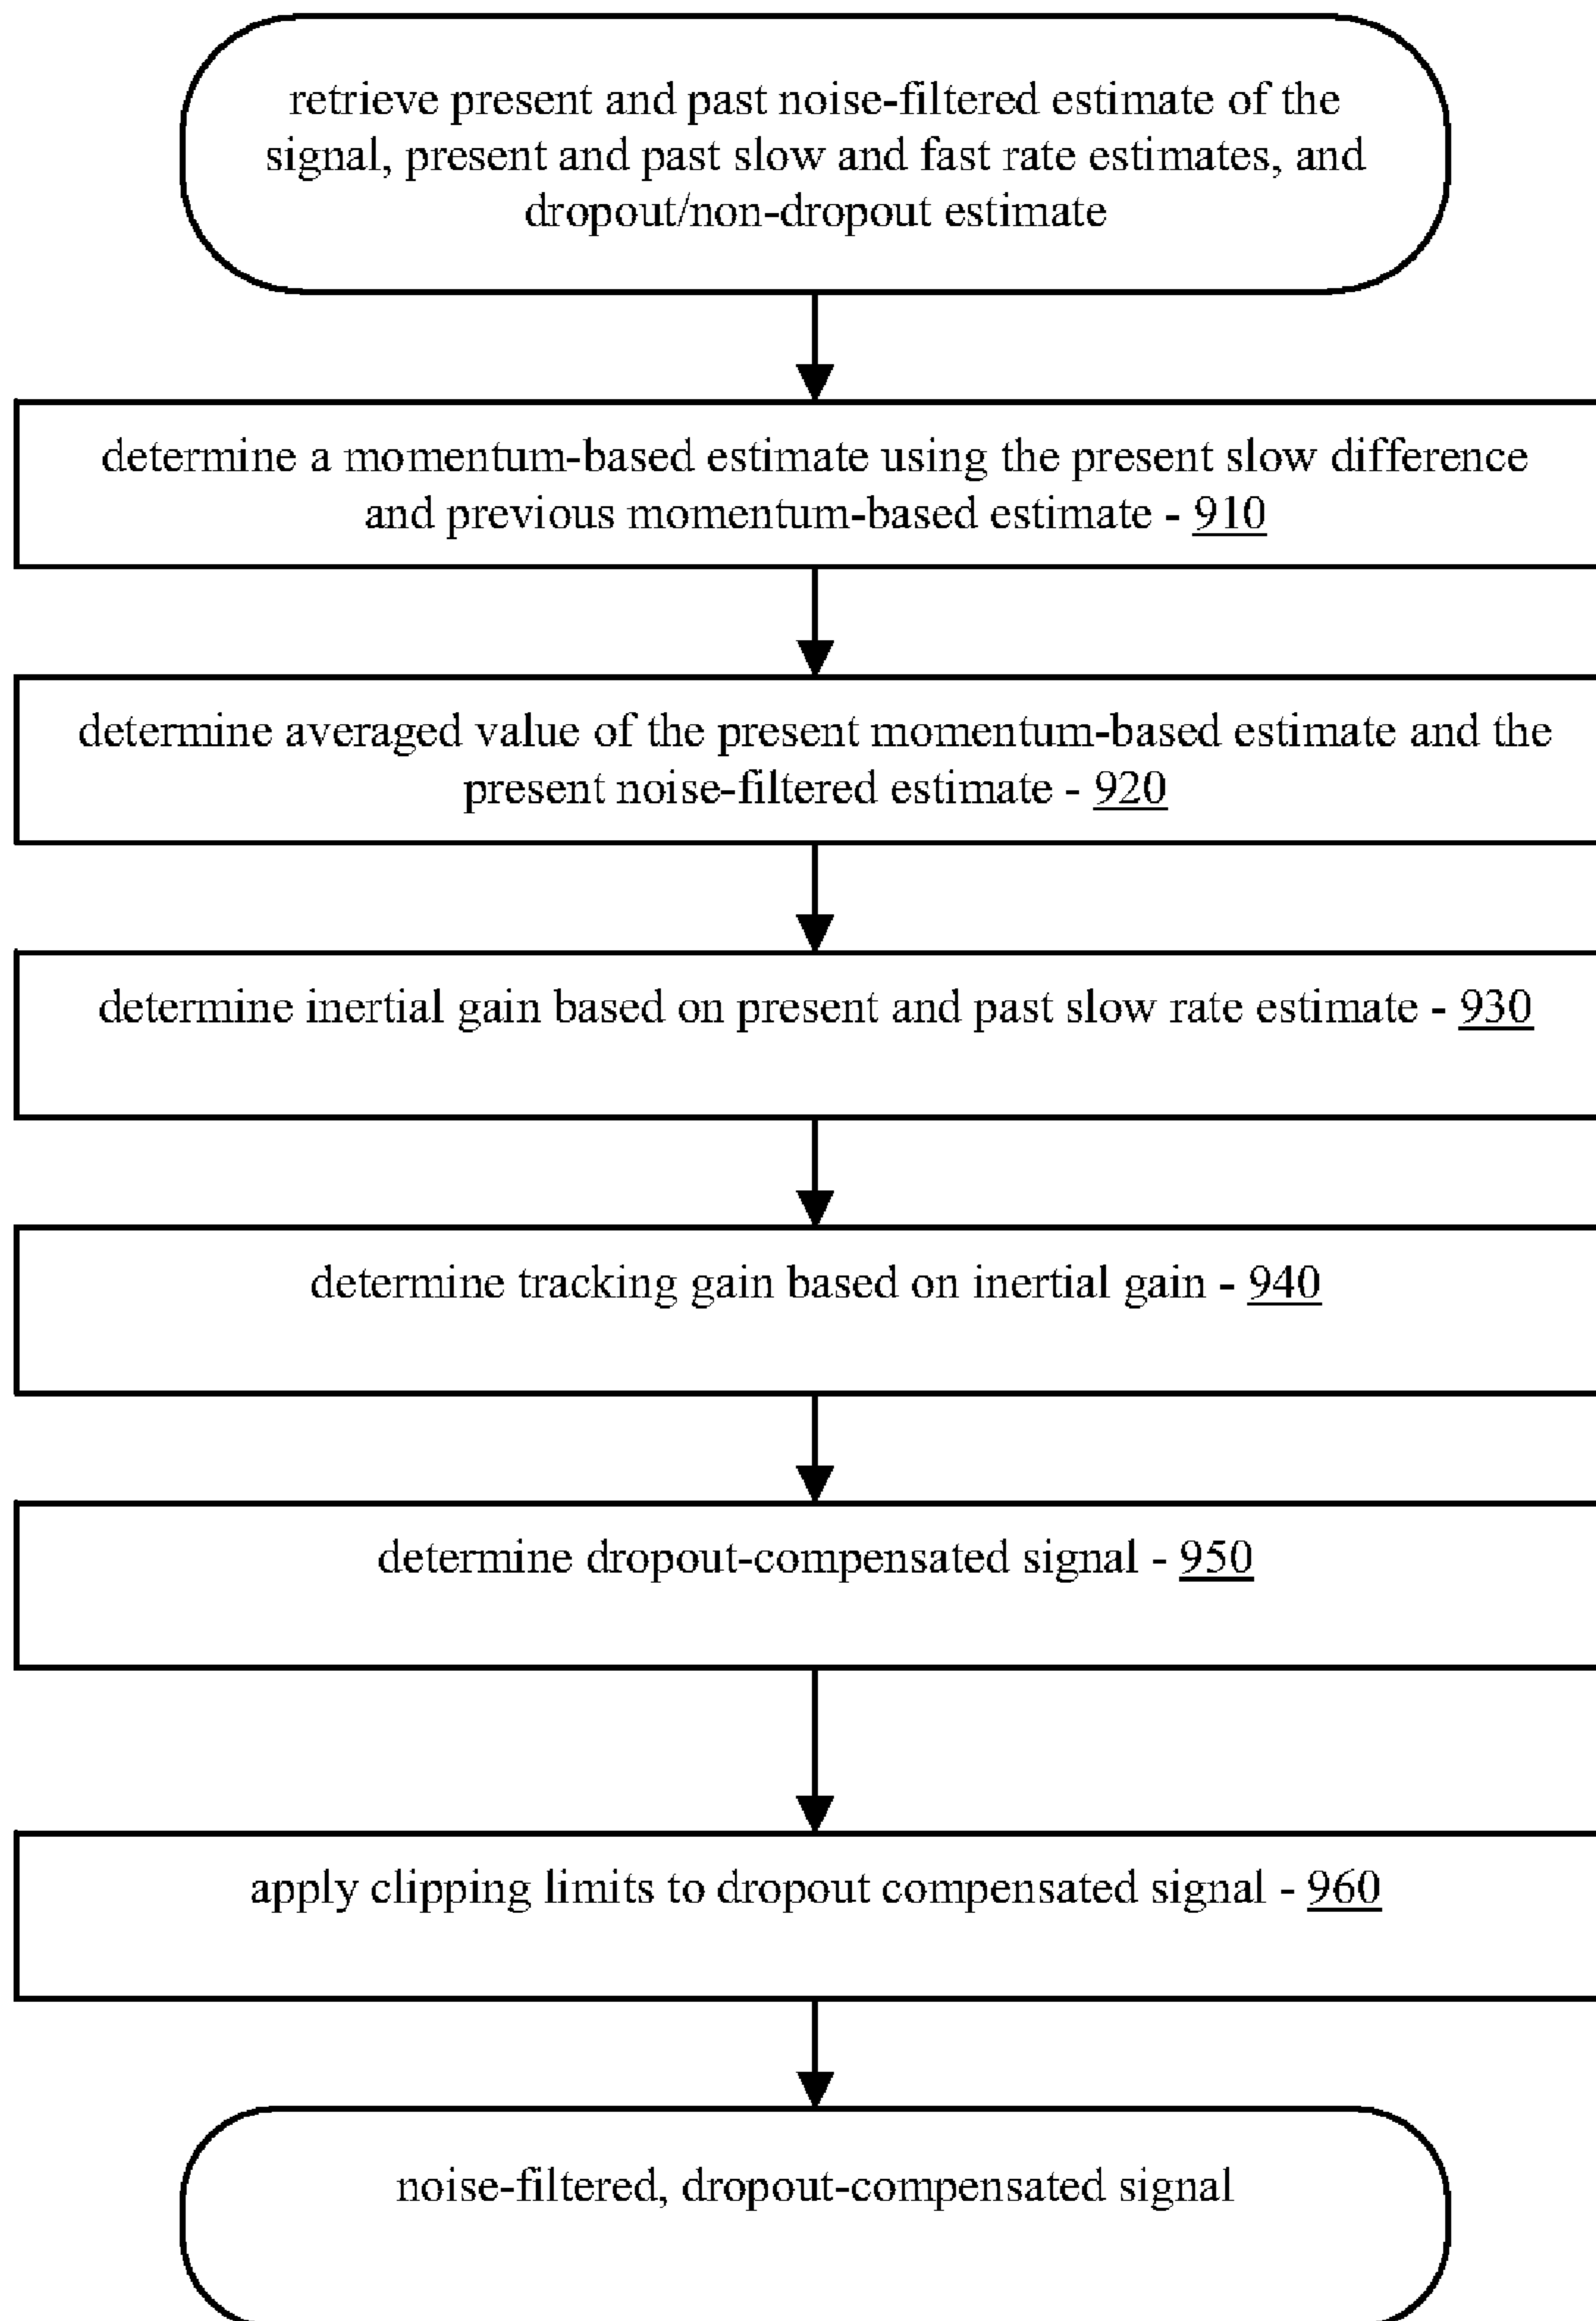 retrieve present and past noise-filtered estimate of the
signal, present and past slow and fast rate estimates, and
dropout/non-dropout estimate
determine a momentum-based estimate using the present slow difference
and previous momentum-based estimate - 910
determine averaged value of the present momentum-based estimate and the
present noise-filtered estimate - 920
determine inertial gain based on present and past slow rate estimate - 930
determine tracking gain based on inertial gain - 940
determine dropout-compensated signal - 950
apply clipping limits to dropout compensated signal - 960
noise-filtered, dropout-compensated signal